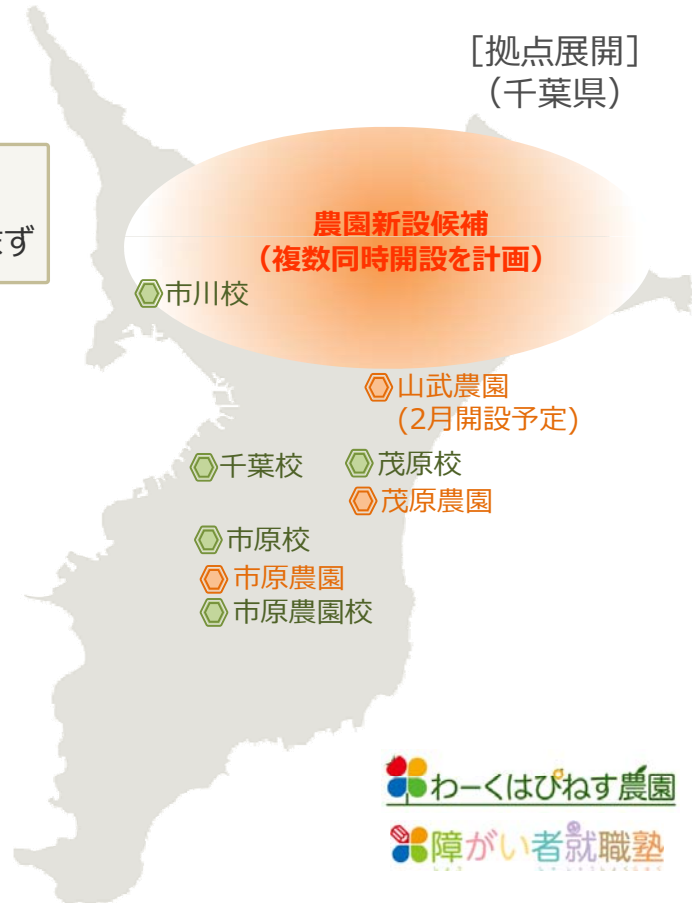 ［拠点展開］
（千葉県）
ず
農園新設候補
（複数同時開設を計画）
市川校
山武農園
(2月開設予定)
千葉校
茂原校
茂原農園
市原校
市原農園
市原農園校
わーくはぴねす農園
障がい者就職塾